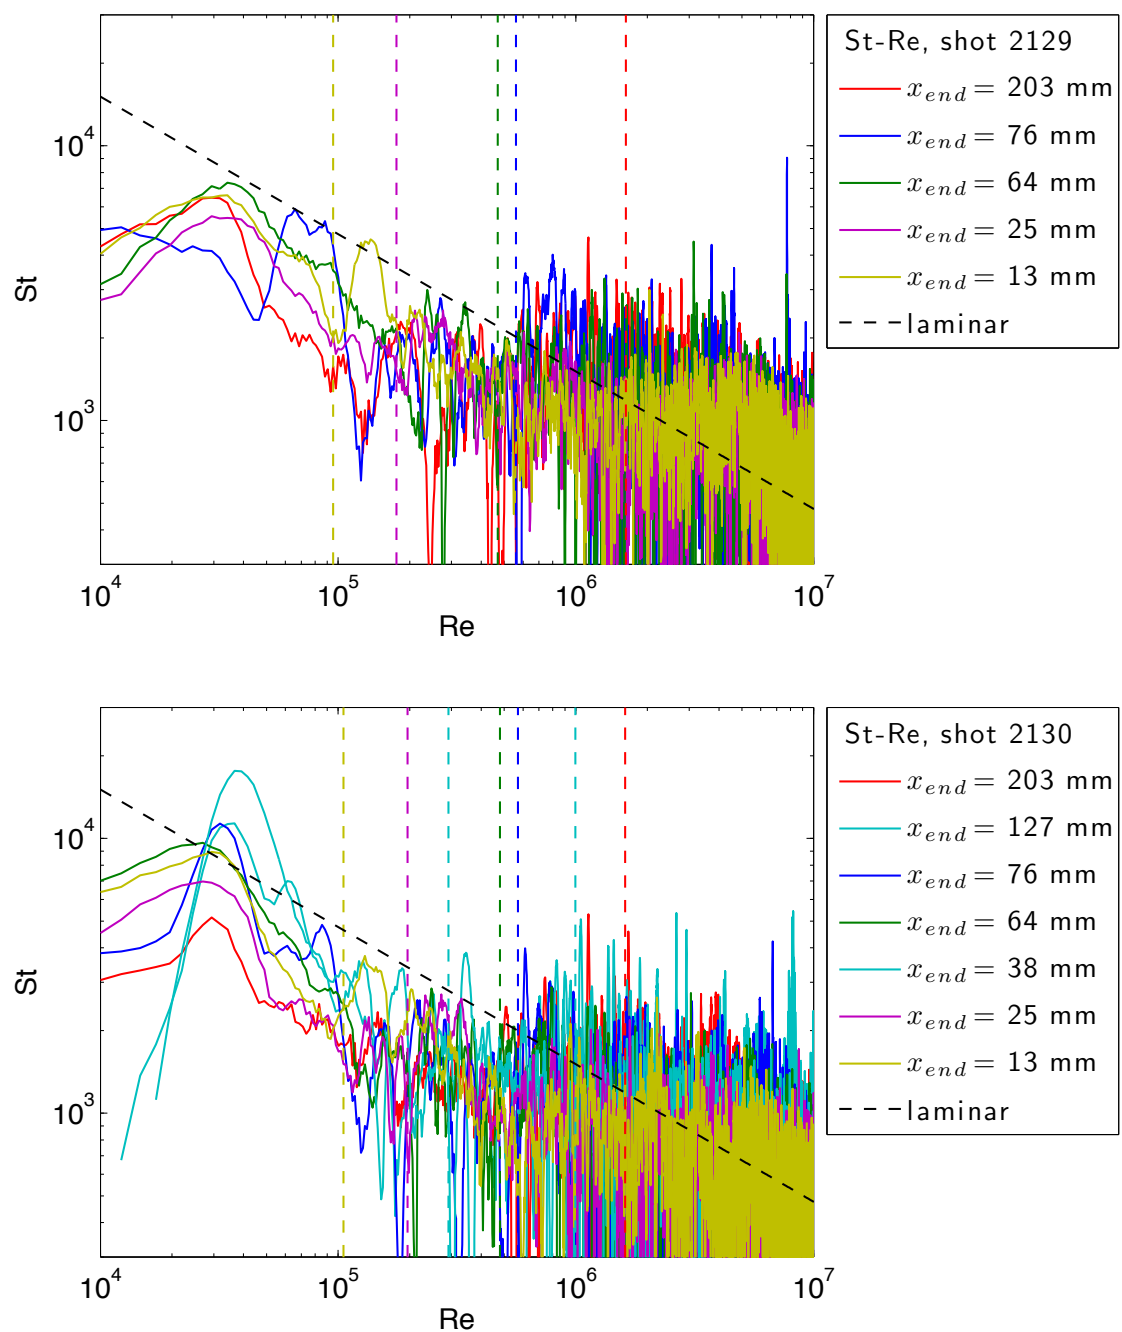 St-Re, shot 2129
x_end = 203 mm
x_end = 76 mm
x_end = 64 mm
x_end = 25 mm
x_end = 13 mm
laminar
10^4
10^3
St
10^4 10^5 10^6 10^7
Re
St-Re, shot 2130
x_end = 203 mm
x_end = 127 mm
x_end = 76 mm
x_end = 64 mm
x_end = 38 mm
x_end = 25 mm
x_end = 13 mm
laminar
10^4
10^3
St
10^4 10^5 10^6 10^7
Re